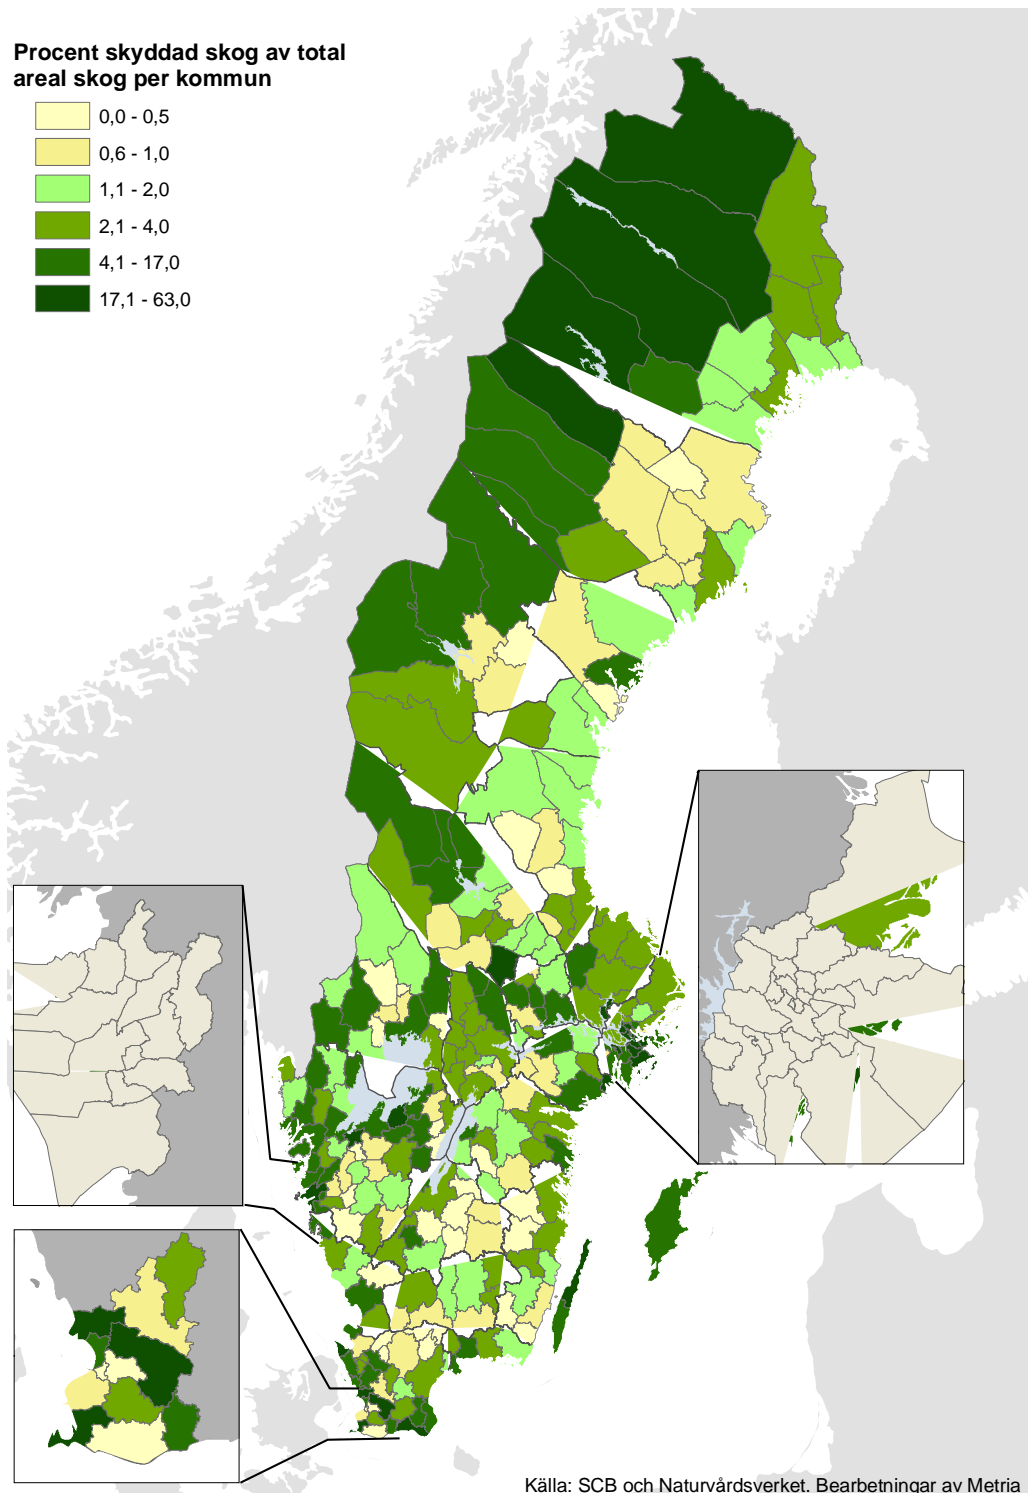 Procent skyddad skog av total
areal skog per kommun
0,0 - 0,5
0,6 - 1,0
1,1 - 2,0
2,1 - 4,0
4,1 - 17,0
17,1 - 63,0
Källa: SCB och Naturvårdsverket. Bearbetningar av Metria